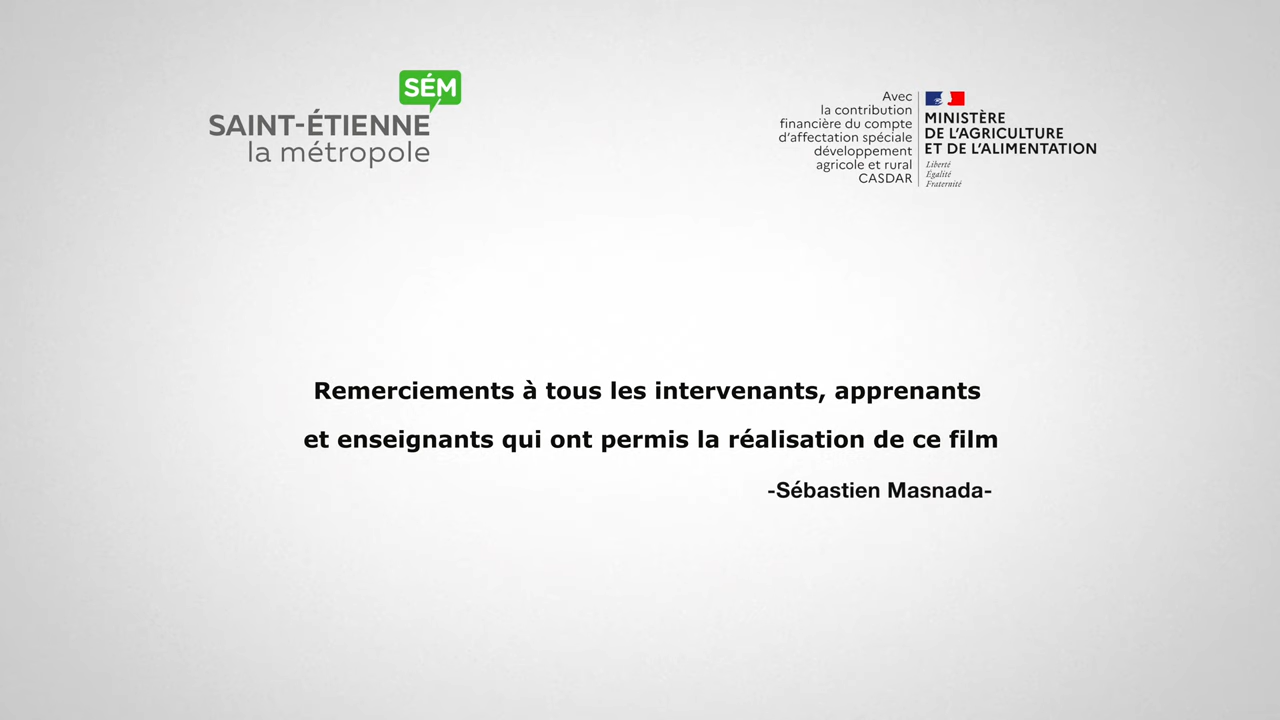 SÉM
SAINT-ÉTIENNE
la métropole
Avec
la contribution
financière du compte
d'affectation spéciale
développement
agricole et rural
CASDAR
MINISTÈRE
DE L'AGRICULTURE
ET DE L'ALIMENTATION
Liberté
Égalité
Fraternité
Remerciements à tous les intervenants, apprenants
et enseignants qui ont permis la réalisation de ce film
-Sébastien Masnada-